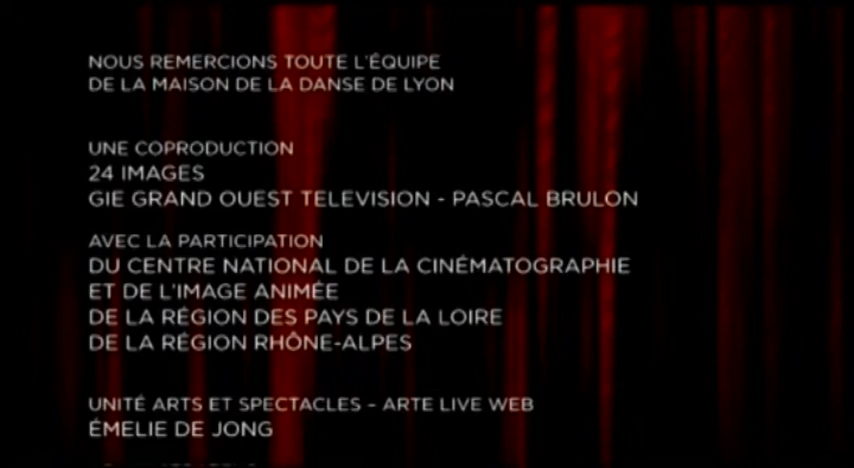 NOUS REMERCIONS TOUTE L'ÉQUIPE
DE LA MAISON DE LA DANSE DE LYON
UNE COPRODUCTION
24 IMAGES
GIE GRAND OUEST TELEVISION - PASCAL BRULON
AVEC LA PARTICIPATION
DU CENTRE NATIONAL DE LA CINÉMATOGRAPHIE
ET DE L'IMAGE ANIMÉE
DE LA RÉGION DES PAYS DE LA LOIRE
DE LA RÉGION RHÔNE-ALPES
UNITÉ ARTS ET SPECTACLES - ARTE LIVE WEB
ÉMELIE DE JONG